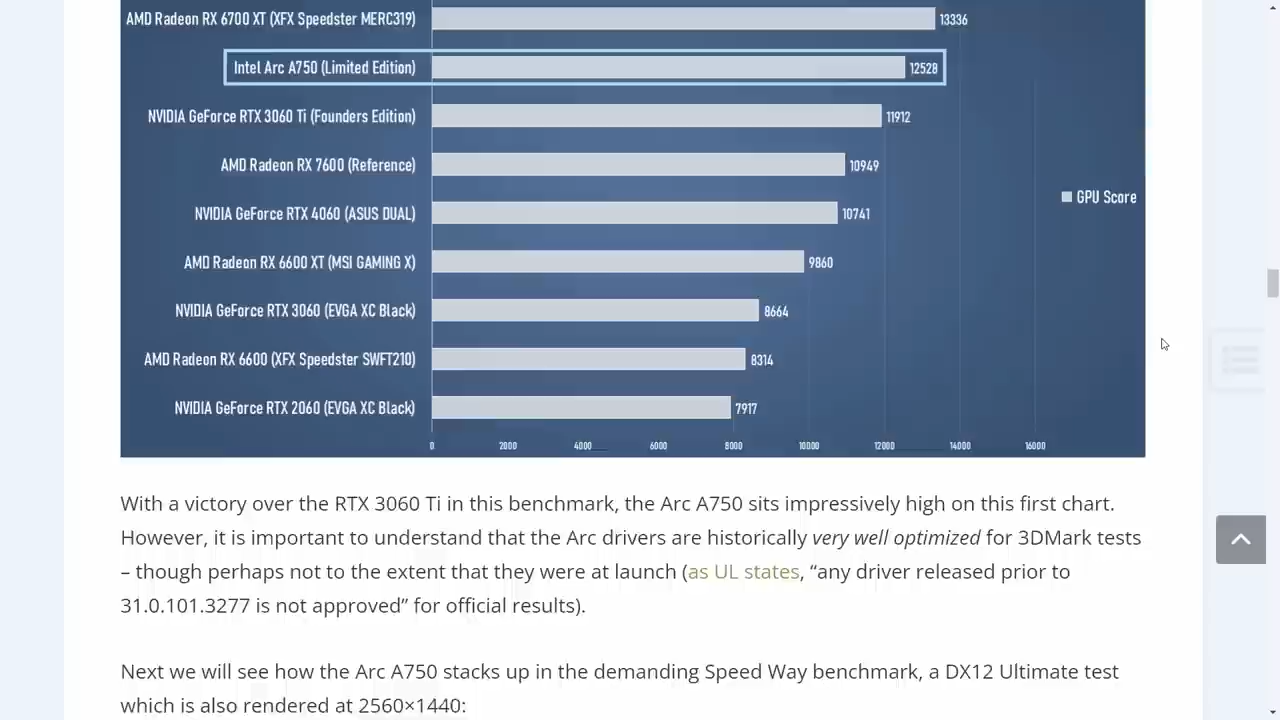 AMD Radeon RX 6700 XT (XFX Speedster MERC319) 13336
Intel Arc A750 (Limited Edition) 12528
NVIDIA GeForce RTX 3060 Ti (Founders Edition) 11912
AMD Radeon RX 7600 (Reference) 10949
GPU Score
NVIDIA GeForce RTX 4060 (ASUS DUAL) 10741
AMD Radeon RX 6600 XT (MSI GAMING X) 9860
NVIDIA GeForce RTX 3060 (EVGA XC Black) 8664
AMD Radeon RX 6600 (XFX Speedster SWFT210) 8314
NVIDIA GeForce RTX 2060 (EVGA XC Black) 7917
0 2000 4000 6000 8000 10000 12000 14000 16000
With a victory over the RTX 3060 Ti in this benchmark, the Arc A750 sits impressively high on this first chart.
However, it is important to understand that the Arc drivers are historically very well optimized for 3DMark tests
– though perhaps not to the extent that they were at launch (as UL states, “any driver released prior to
31.0.101.3277 is not approved” for official results).
Next we will see how the Arc A750 stacks up in the demanding Speed Way benchmark, a DX12 Ultimate test
which is also rendered at 2560×1440: